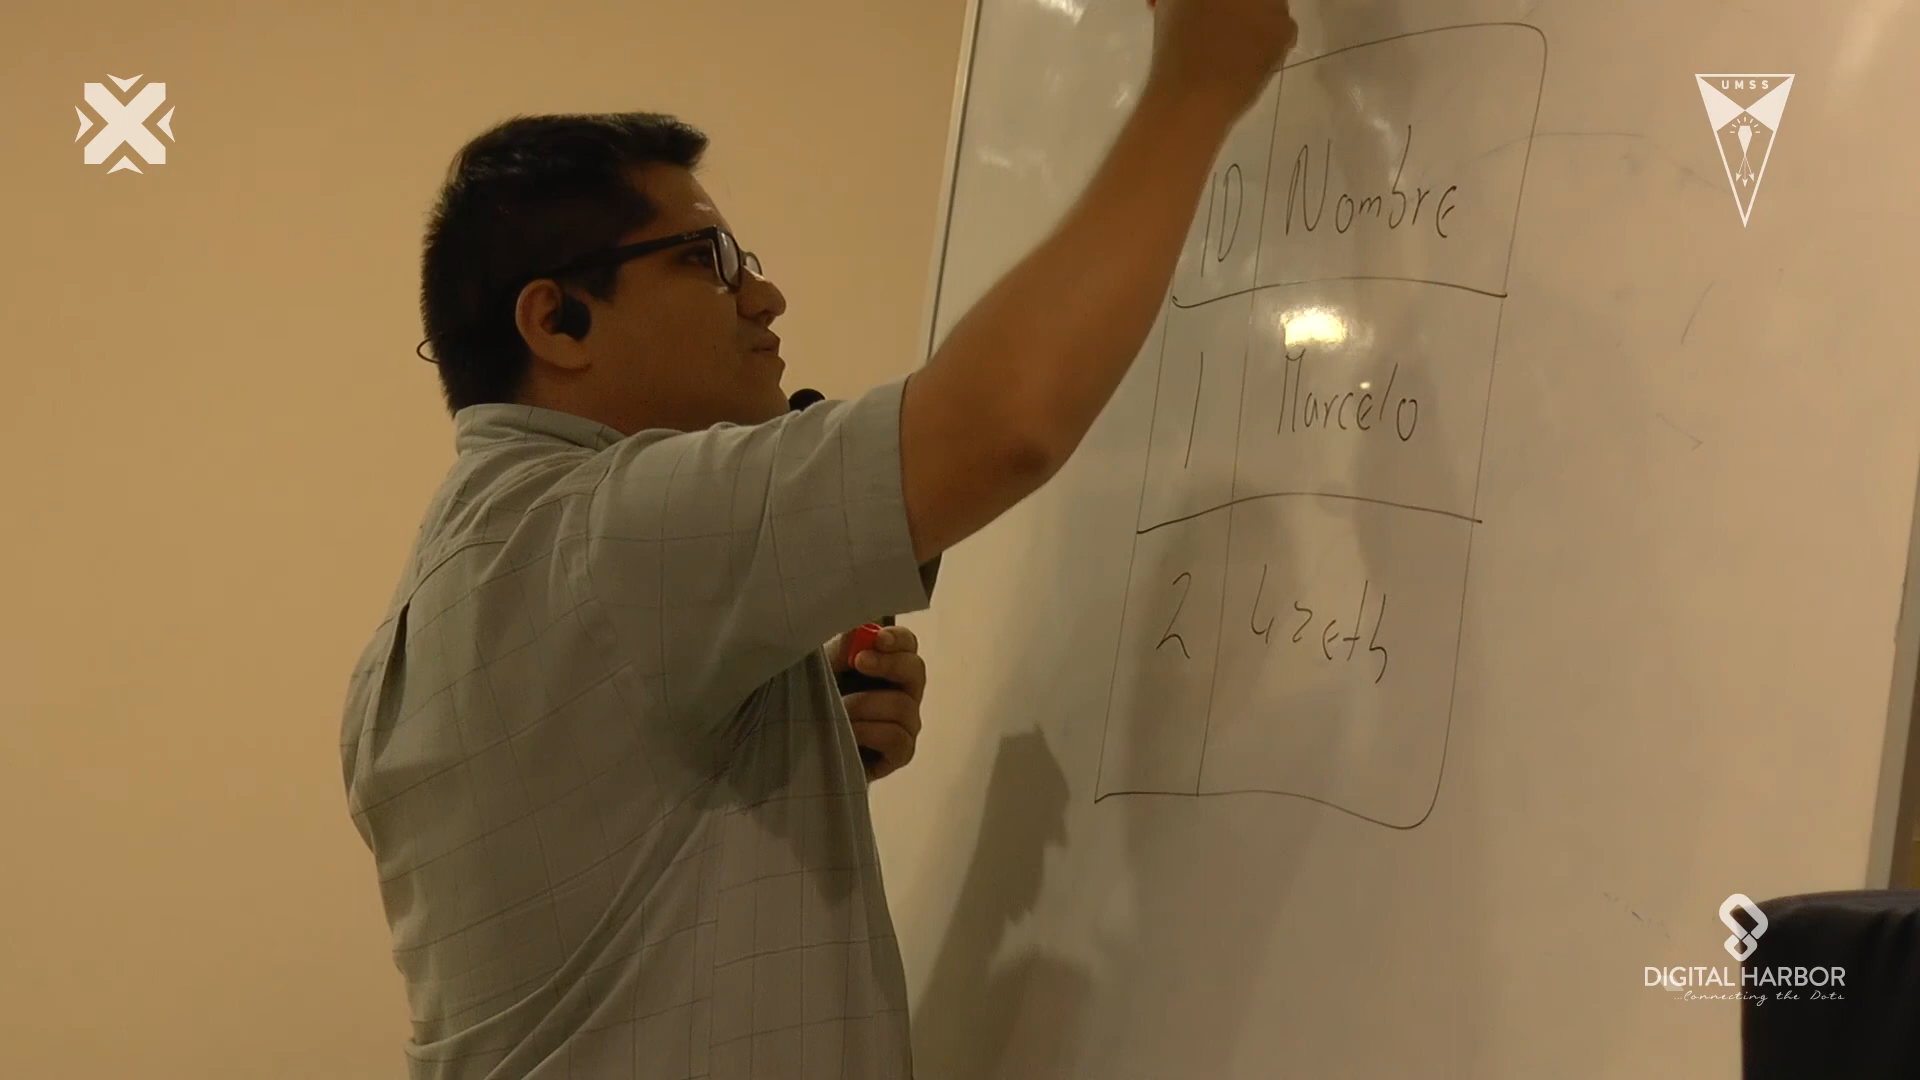 UMSS
ID Nombre
1 Marcelo
2 Lizeth
DIGITAL HARBOR
...Connecting the Dots